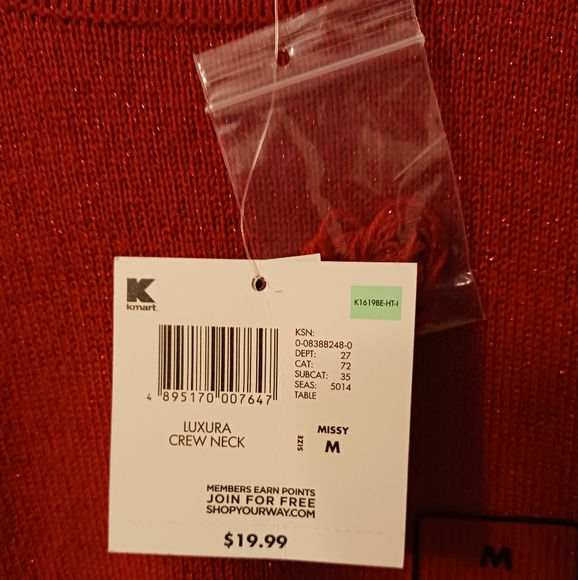 K
kmart.
K1619BE-HT-I
KSN:
0-08388248-0
DEPT: 27
CAT: 72
SUBCAT: 35
SEAS: 5014
TABLE
4 895170 007647
LUXURA
CREW NECK
SIZE
MISSY
M
MEMBERS EARN POINTS
JOIN FOR FREE
SHOPYOURWAY.COM
$19.99
M